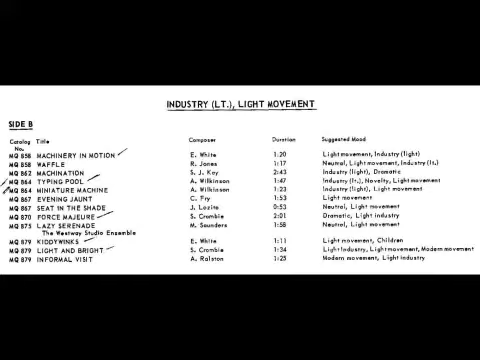 INDUSTRY (LT.), LIGHT MOVEMENT
SIDE B
Catalog No. Title Composer Duration Suggested Mood
MQ 858 MACHINERY IN MOTION E. White 1:20 Light movement, Industry (light)
MQ 858 WAFFLE R. Jones 1:17 Neutral, Light movement, Industry (lt.)
MQ 862 MACHINATION S. J. Kay 2:43 Industry (light), Dramatic
MQ 864 TYPING POOL A. Wilkinson 1:47 Industry (lt.), Novelty, Light movement
MQ 864 MINIATURE MACHINE A. Wilkinson 1:23 Industry (light), Light movement
MQ 867 EVENING JAUNT C. Fry 1:53 Light movement
MQ 867 SEAT IN THE SHADE J. Lozito 0:53 Neutral, Light movement
MQ 870 FORCE MAJEURE S. Crombie 2:01 Dramatic, Light industry
MQ 875 LAZY SERENADE M. Saunders 1:58 Neutral, Light movement
The Westway Studio Ensemble
MQ 879 KIDDYWINKS E. White 1:11 Light movement, Children
MQ 879 LIGHT AND BRIGHT S. Crombie 1:34 Light industry, Light movement, Modern movement
MQ 879 INFORMAL VISIT A. Ralston 1:25 Modern movement, Light industry